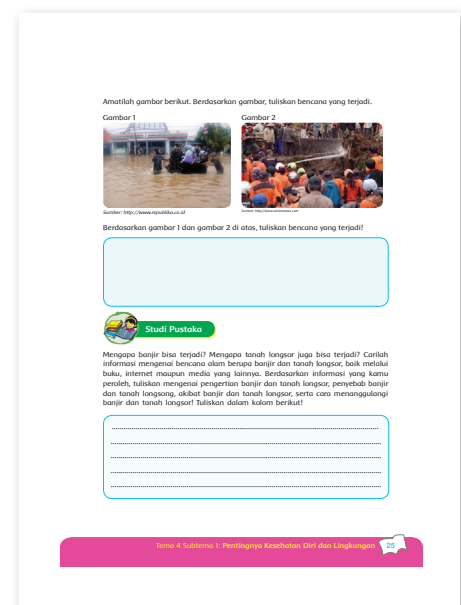 Amatilah gambar berikut. Berdasarkan gambar, tuliskan bencana yang terjadi.
Gambar 1
Gambar 2
Sumber: http://www.republika.co.id
Berdasarkan gambar 1 dan gambar 2 di atas, tuliskan bencana yang terjadi!
Studi Pustaka
Mengapa banjir bisa terjadi? Mengapa tanah longsor juga bisa terjadi? Carilah
informasi mengenai bencana alam berupa banjir dan tanah longsor, baik melalui
buku, internet maupun media yang lainnya. Berdasarkan informasi yang kamu
peroleh, tuliskan mengenai pengertian banjir dan tanah longsor, penyebab banjir
dan tanah longsong, akibat banjir dan tanah longsor, serta cara menanggulangi
banjir dan tanah longsor! Tuliskan dalam kolom berikut!
Tema 4 Subtema 1: Pentingnya Kesehatan Diri dan Lingkungan
25